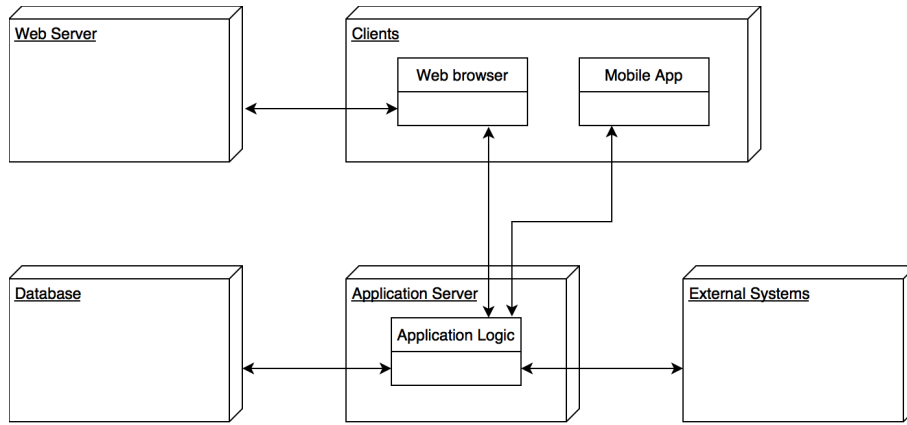 Web Server
Clients
Web browser
Mobile App
Database
Application Server
External Systems
Application Logic